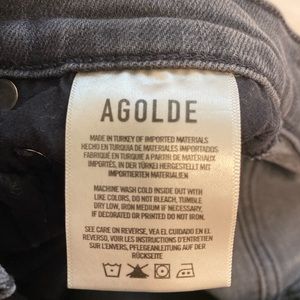 AGOLDE
MADE IN TURKEY OF IMPORTED MATERIALS
HECHO EN TURQUIA DE MATERIALES IMPORTADOS
FABRIQUÉ EN TURQUIE A PARTIR DE MATÉRIAUX
IMPORTÉS, IN DER TÜRKEI HERGESTELLT MIT
IMPORTIERTEN MATERIALIEN
MACHINE WASH COLD INSIDE OUT WITH
LIKE COLORS, DO NOT BLEACH, TUMBLE
DRY LOW, IRON MEDIUM IF NECESSARY
IF DECORATED OR PRINTED DO NOT IRON.
SEE CARE ON REVERSE, VEA EL CUIDADO EN EL
REVERSO, VOIR LES INSTRUCTIONS D'ENTRETIEN
SUR L'ENVERS, PFLEGEANLEITUNG AUF DER
RÜCKSEITE